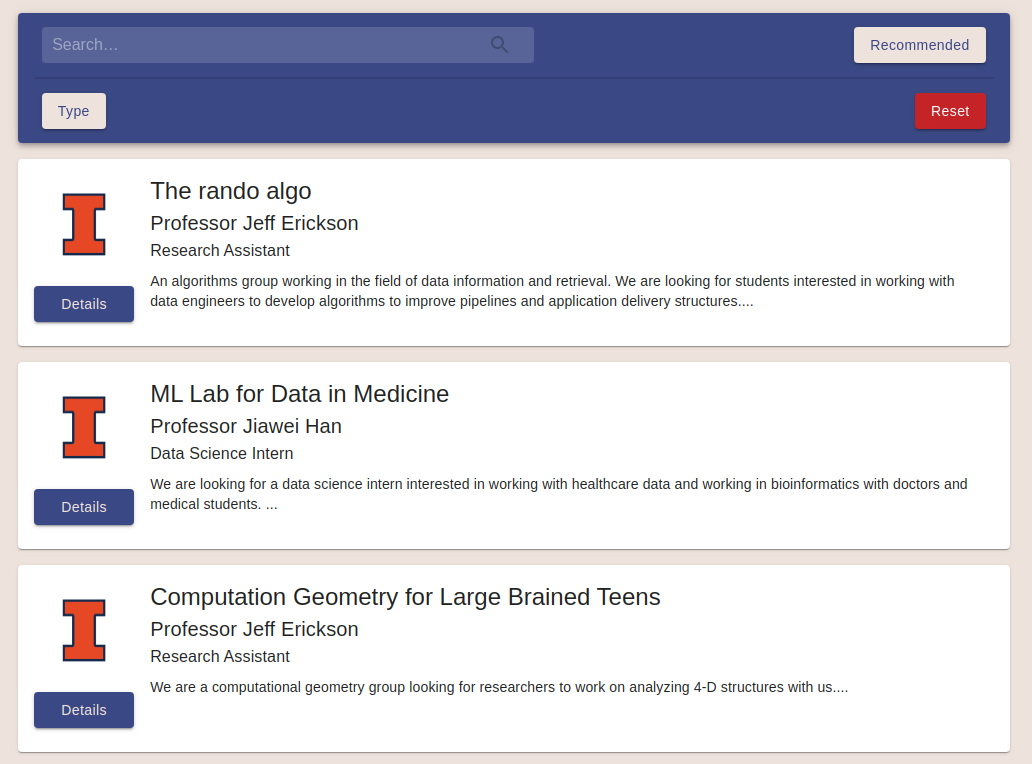 Search…
Recommended
Type
Reset
The rando algo
Professor Jeff Erickson
Research Assistant
An algorithms group working in the field of data information and retrieval. We are looking for students interested in working with
data engineers to develop algorithms to improve pipelines and application delivery structures....
Details
ML Lab for Data in Medicine
Professor Jiawei Han
Data Science Intern
We are looking for a data science intern interested in working with healthcare data and working in bioinformatics with doctors and
medical students. ...
Details
Computation Geometry for Large Brained Teens
Professor Jeff Erickson
Research Assistant
We are a computational geometry group looking for researchers to work on analyzing 4-D structures with us....
Details